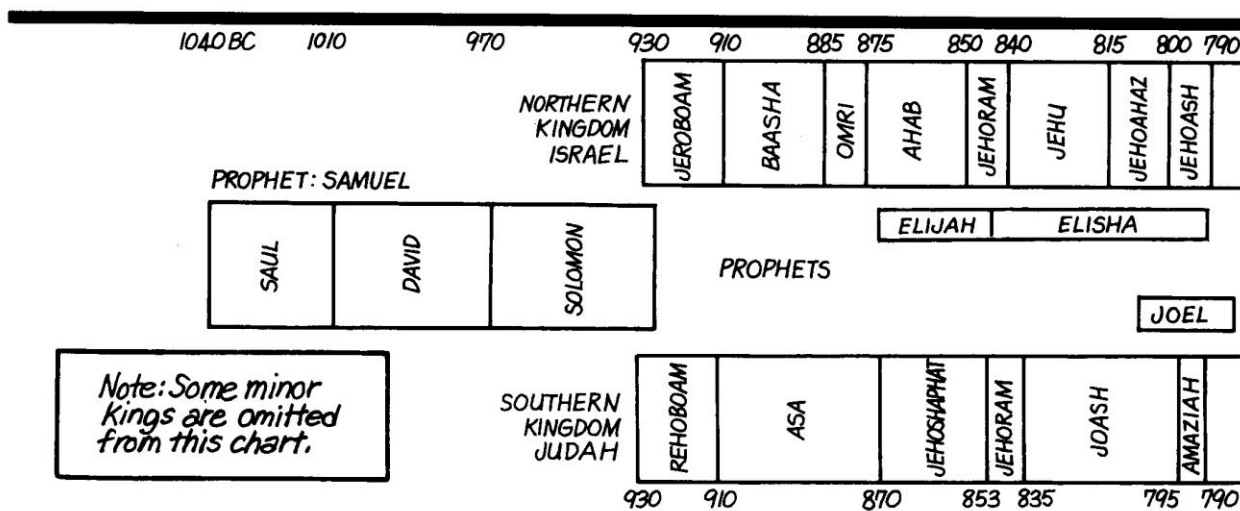 1040 BC 1010 970 930 910 885 875 850 840 815 800 790
NORTHERN
KINGDOM
ISRAEL
JEROBOAM
BAASHA
OMRI
AHAB
JEHORAM
JEHU
JEHOAHAZ
JEHOASH
PROPHET: SAMUEL
SAUL
DAVID
SOLOMON
ELIJAH
ELISHA
PROPHETS
JOEL
Note: Some minor
Kings are omitted
from this chart.
SOUTHERN
KINGDOM
JUDAH
REHOBOAM
ASA
JEHOSHAPHAT
JEHORAM
JOASH
AMAZIAH
930 910 870 853 835 795 790